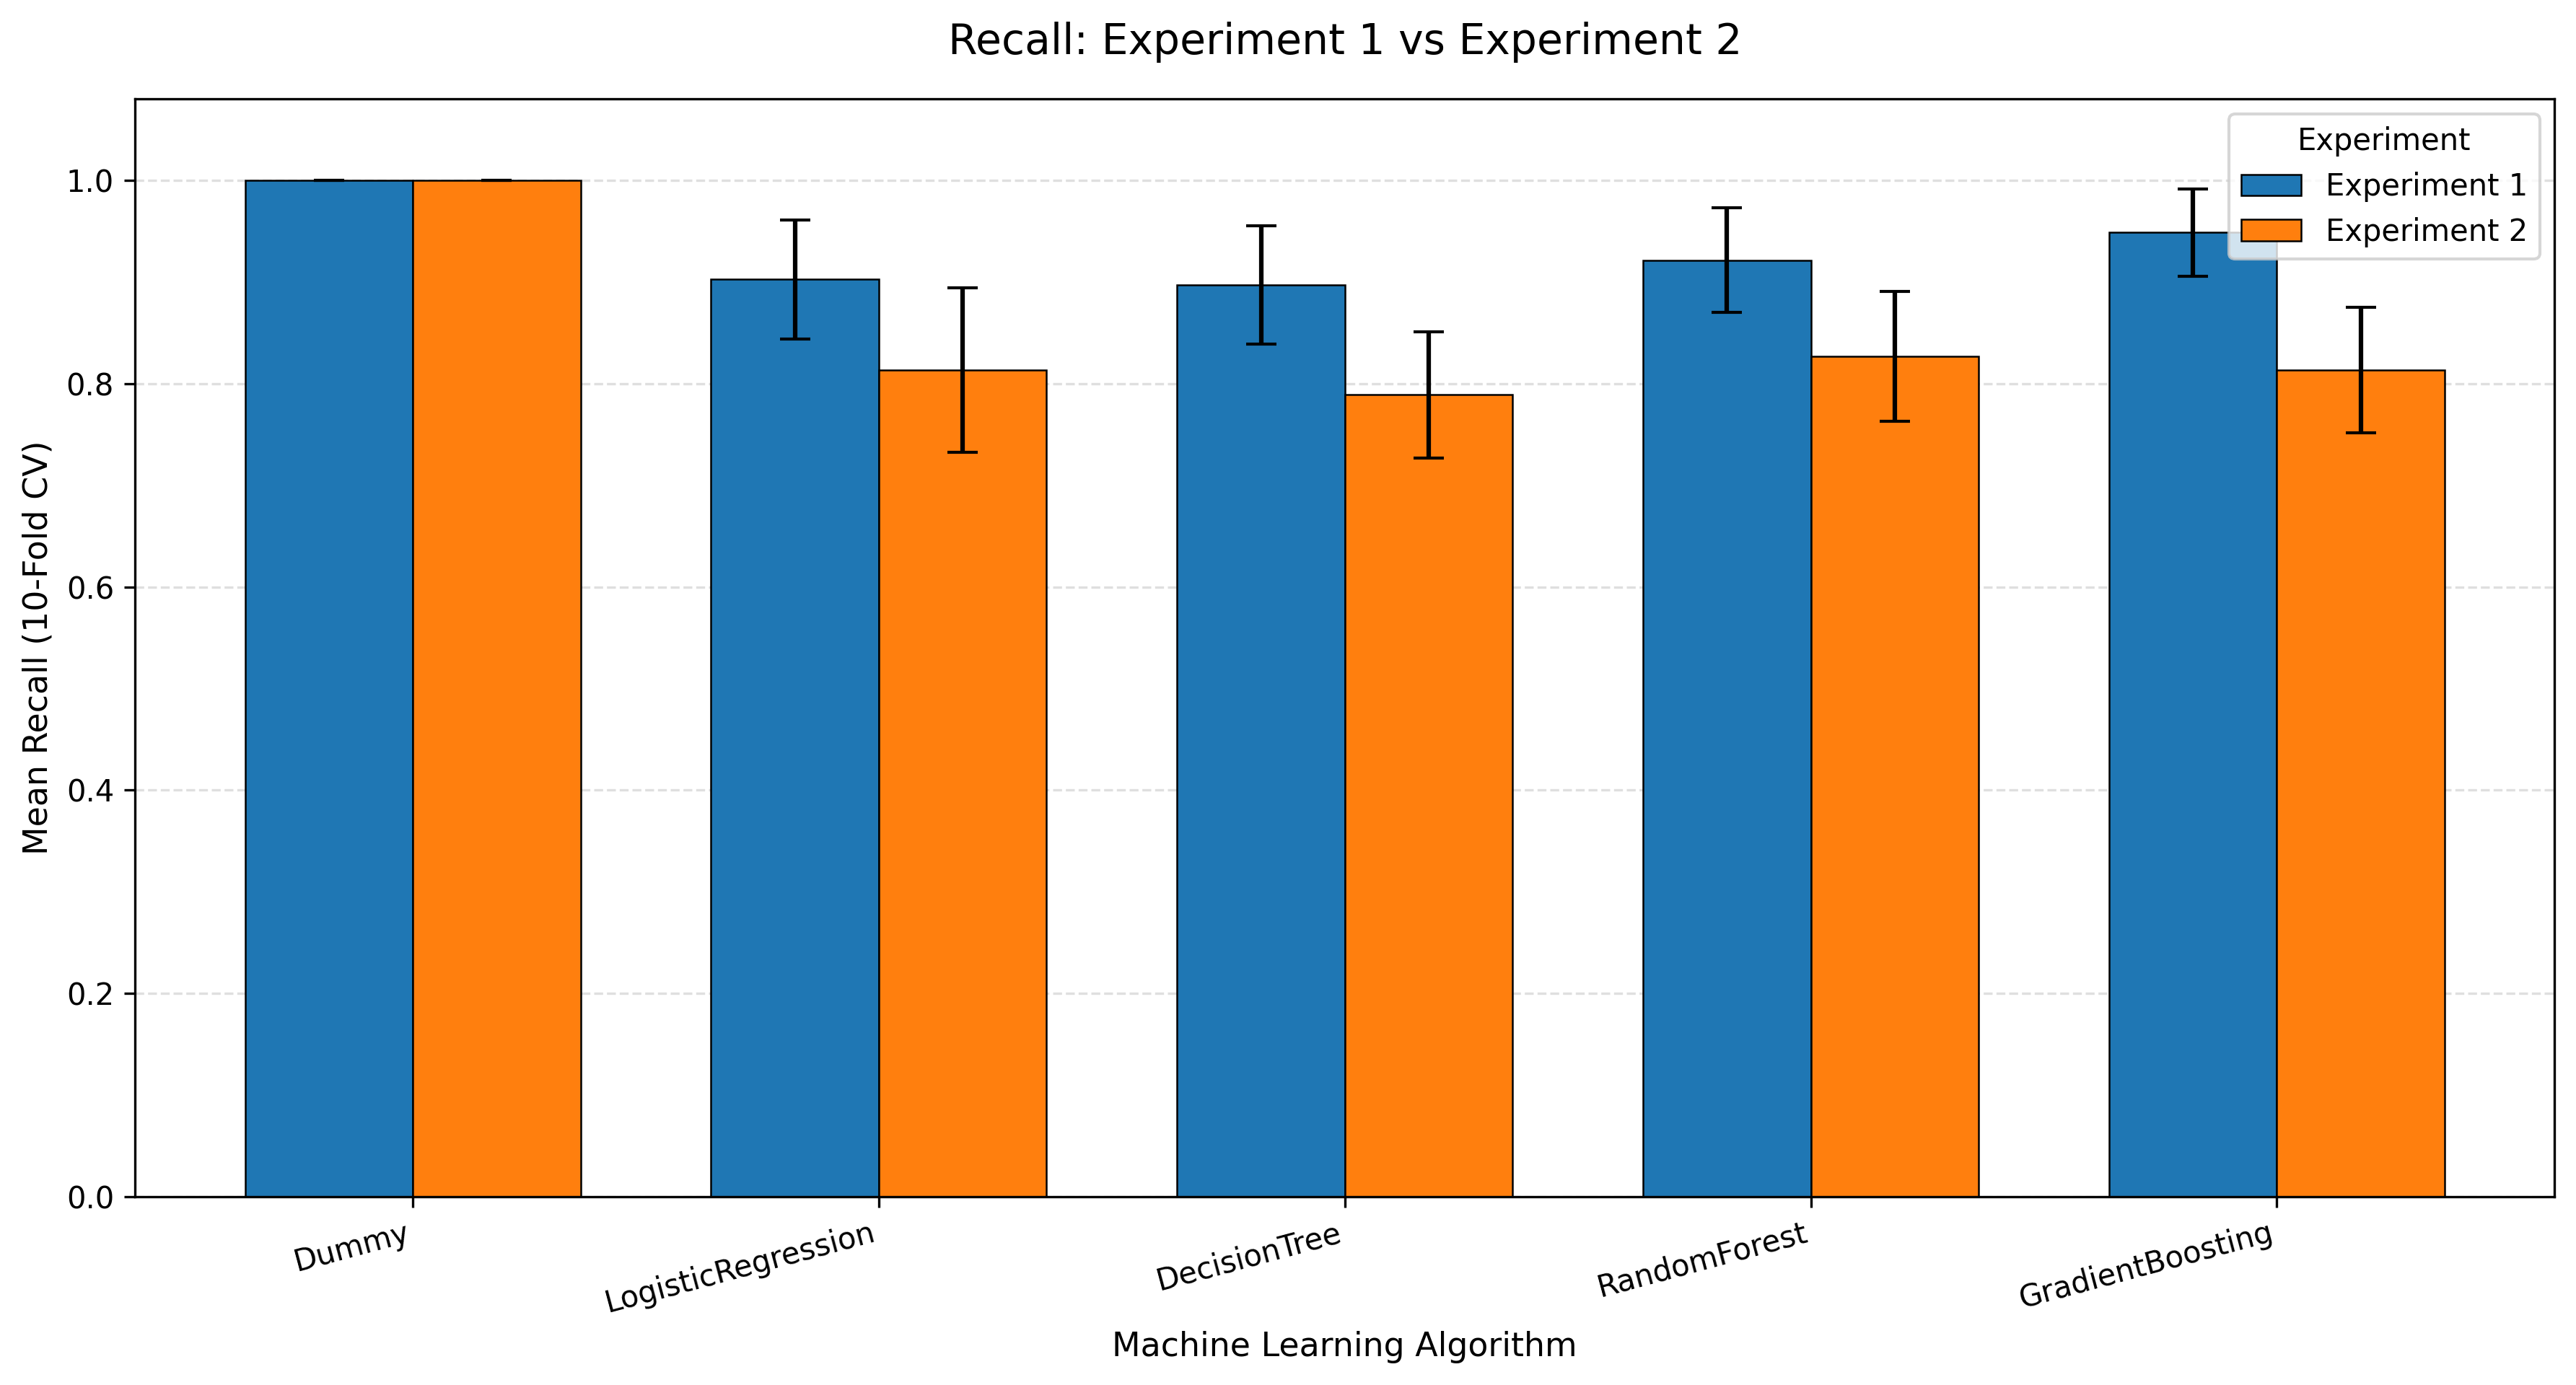 Recall: Experiment 1 vs Experiment 2
Experiment
Experiment 1
Experiment 2
Mean Recall (10-Fold CV)
1.0
0.8
0.6
0.4
0.2
0.0
Dummy
LogisticRegression
DecisionTree
RandomForest
GradientBoosting
Machine Learning Algorithm